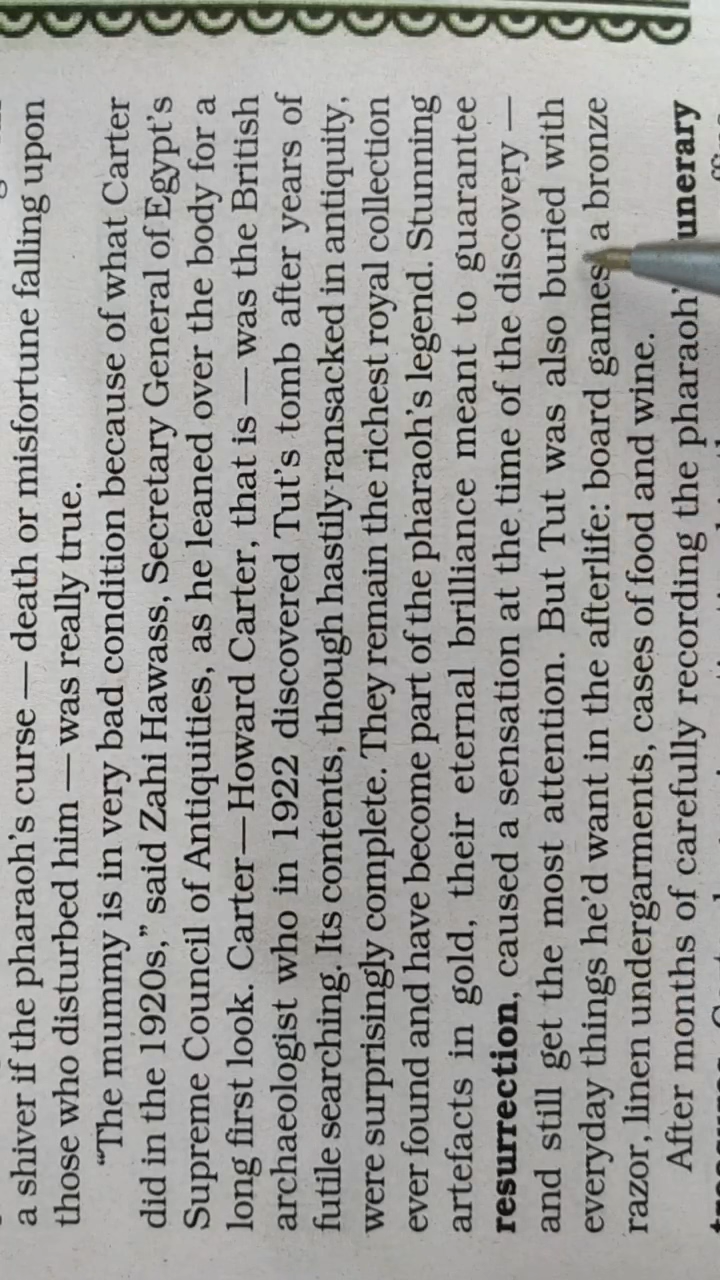 a shiver if the pharaoh's curse — death or misfortune falling upon
those who disturbed him — was really true.
“The mummy is in very bad condition because of what Carter
did in the 1920s,” said Zahi Hawass, Secretary General of Egypt's
Supreme Council of Antiquities, as he leaned over the body for a
long first look. Carter—Howard Carter, that is — was the British
archaeologist who in 1922 discovered Tut's tomb after years of
futile searching. Its contents, though hastily ransacked in antiquity,
were surprisingly complete. They remain the richest royal collection
ever found and have become part of the pharaoh's legend. Stunning
artefacts in gold, their eternal brilliance meant to guarantee
resurrection, caused a sensation at the time of the discovery —
and still get the most attention. But Tut was also buried with
everyday things he'd want in the afterlife: board games, a bronze
razor, linen undergarments, cases of food and wine.
After months of carefully recording the pharaoh's